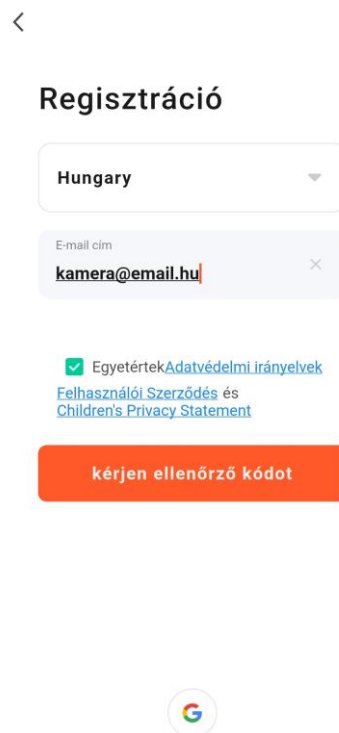 Regisztráció
Hungary
E-mail cím
kamera@email.hu
EgyetértekAdatvédelmi irányelvek
Felhasználói Szerződés és
Children's Privacy Statement
kérjen ellenőrző kódot